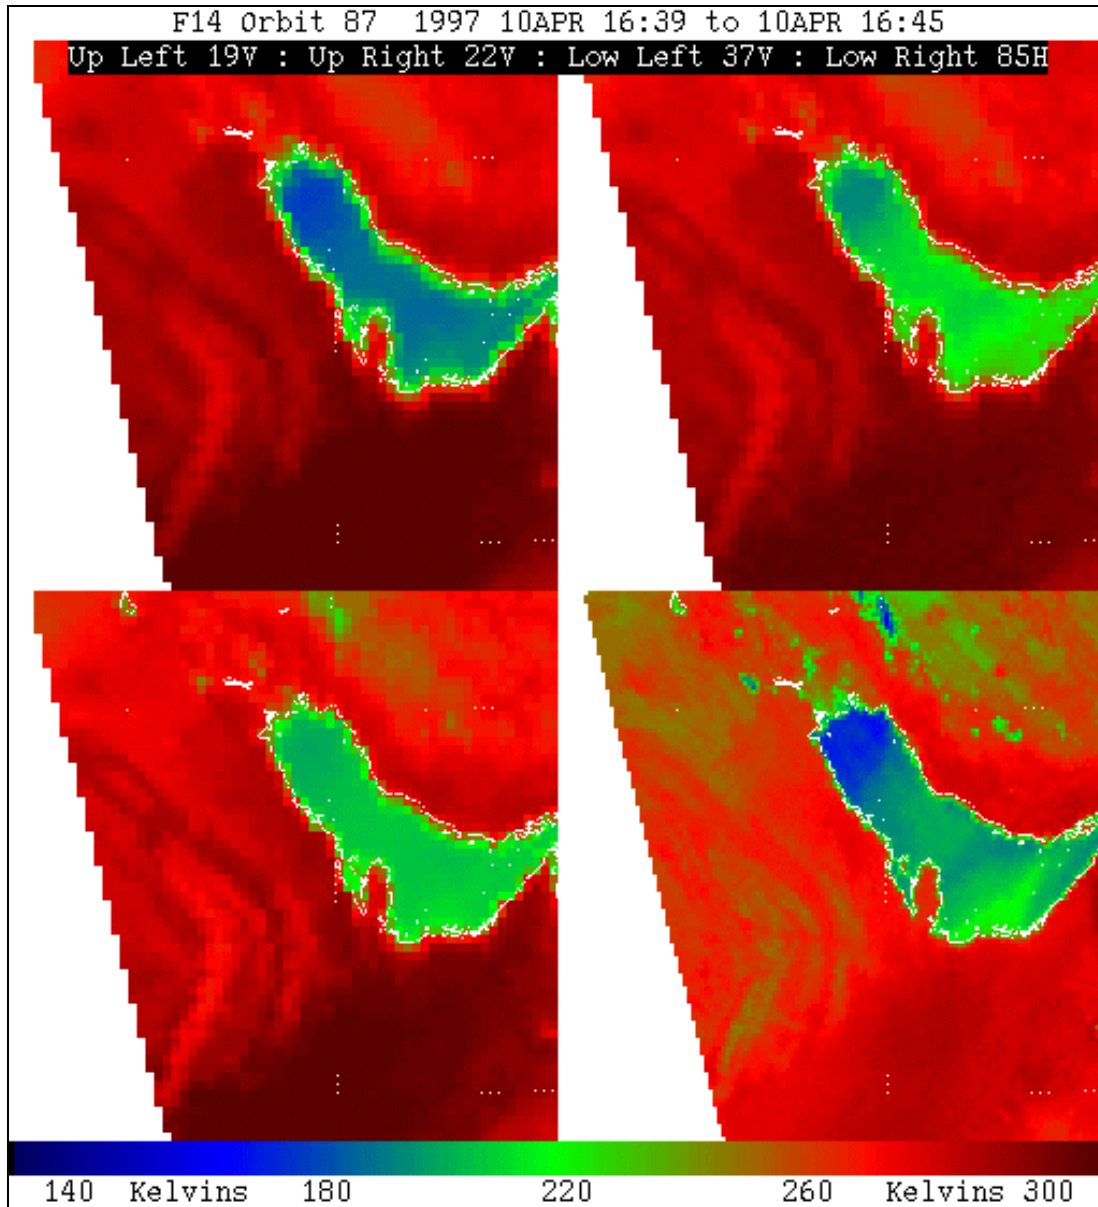 F14 Orbit 87  1997 10APR 16:39 to 10APR 16:45
Up Left 19V : Up Right 22V : Low Left 37V : Low Right 85H
140 Kelvins 180 220 260 Kelvins 300